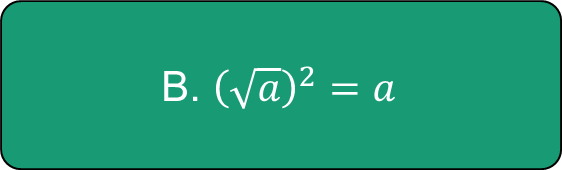 B. (√a)² = a